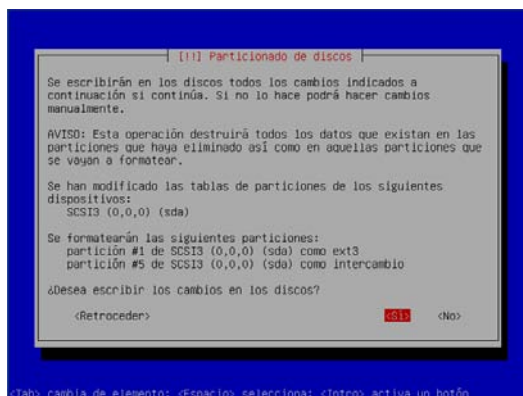 [!!] Particionado de discos
Se escribirán en los discos todos los cambios indicados a
continuación si continúa. Si no lo hace podrá hacer cambios
manualmente.
AVISO: Esta operación destruirá todos los datos que existan en las
particiones que haya eliminado así como en aquellas particiones que
se vayan a formatear.
Se han modificado las tablas de particiones de los siguientes
dispositivos:
SCSI3 (0,0,0) (sda)
Se formatearán las siguientes particiones:
partición #1 de SCSI3 (0,0,0) (sda) como ext3
partición #5 de SCSI3 (0,0,0) (sda) como intercambio
¿Desea escribir los cambios en los discos?
<Retroceder> <Sí> <No>
<Tab> cambia de elemento; <Espacio> selecciona; <Intro> activa un botón